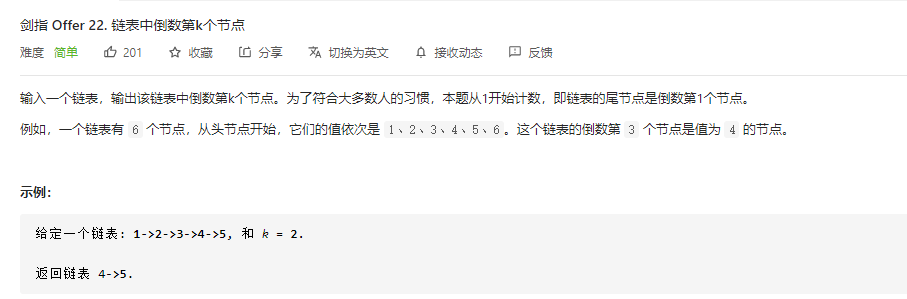 剑指 Offer 22. 链表中倒数第k个节点
难度 简单 201 收藏 分享 切换为英文 接收动态 反馈
输入一个链表，输出该链表中倒数第k个节点。为了符合大多数人的习惯，本题从1开始计数，即链表的尾节点是倒数第1个节点。
例如，一个链表有 6 个节点，从头节点开始，它们的值依次是 1、2、3、4、5、6。这个链表的倒数第 3 个节点是值为 4 的节点。
示例：
给定一个链表: 1->2->3->4->5, 和 k = 2.
返回链表 4->5.